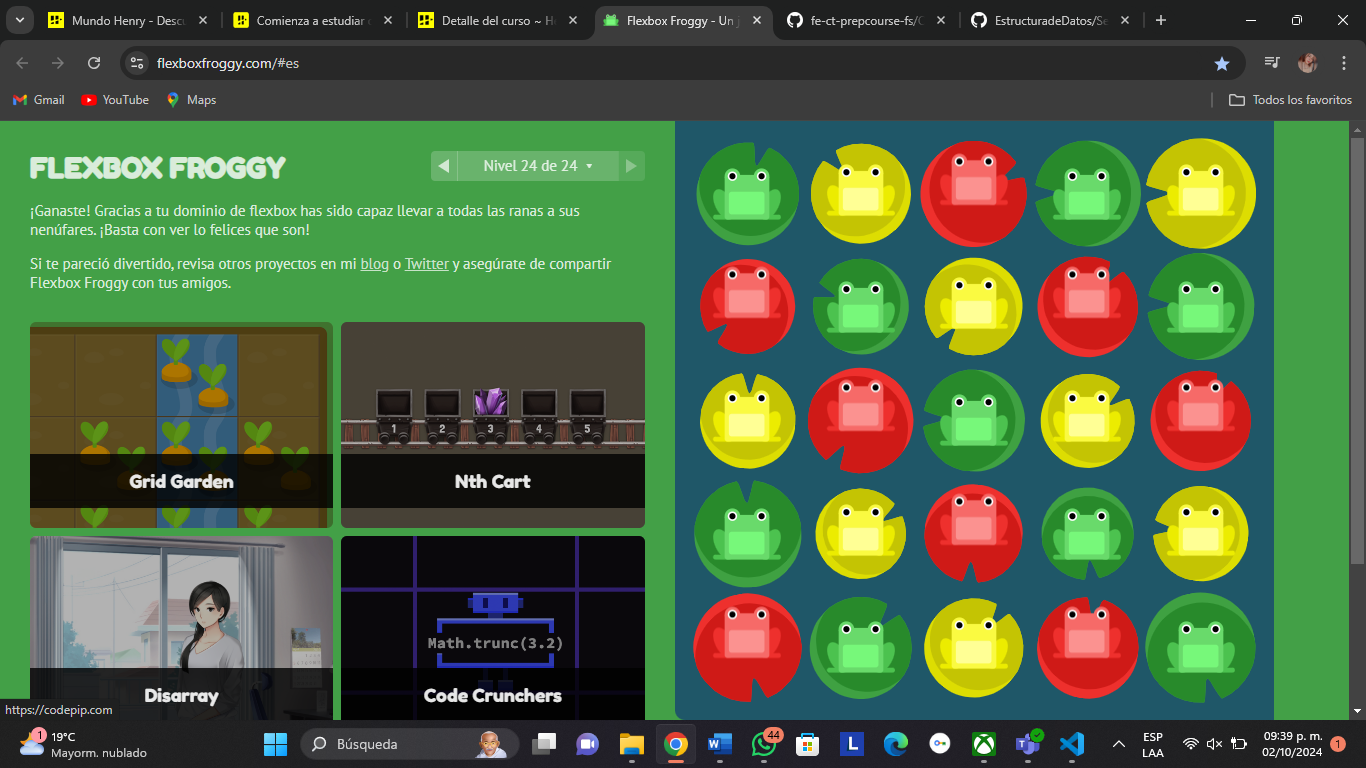 Mundo Henry - Descu
Comienza a estudiar
Detalle del curso ~ He
Flexbox Froggy - Un j
fe-ct-prepcourse-fs/C
EstructuradeDatos/Se
flexboxfroggy.com/#es
Gmail
YouTube
Maps
Todos los favoritos
FLEXBOX FROGGY
Nivel 24 de 24
¡Ganaste! Gracias a tu dominio de flexbox has sido capaz llevar a todas las ranas a sus
nenúfares. ¡Basta con ver lo felices que son!
Si te pareció divertido, revisa otros proyectos en mi blog o Twitter y asegúrate de compartir
Flexbox Froggy con tus amigos.
1 2 3 4 5
Grid Garden
Nth Cart
Math.trunc(3.2)
Disarray
Code Crunchers
https://codepip.com
1
19°C
Mayorm. nublado
Búsqueda
44
L
ESP
LAA
09:39 p. m.
02/10/2024
1